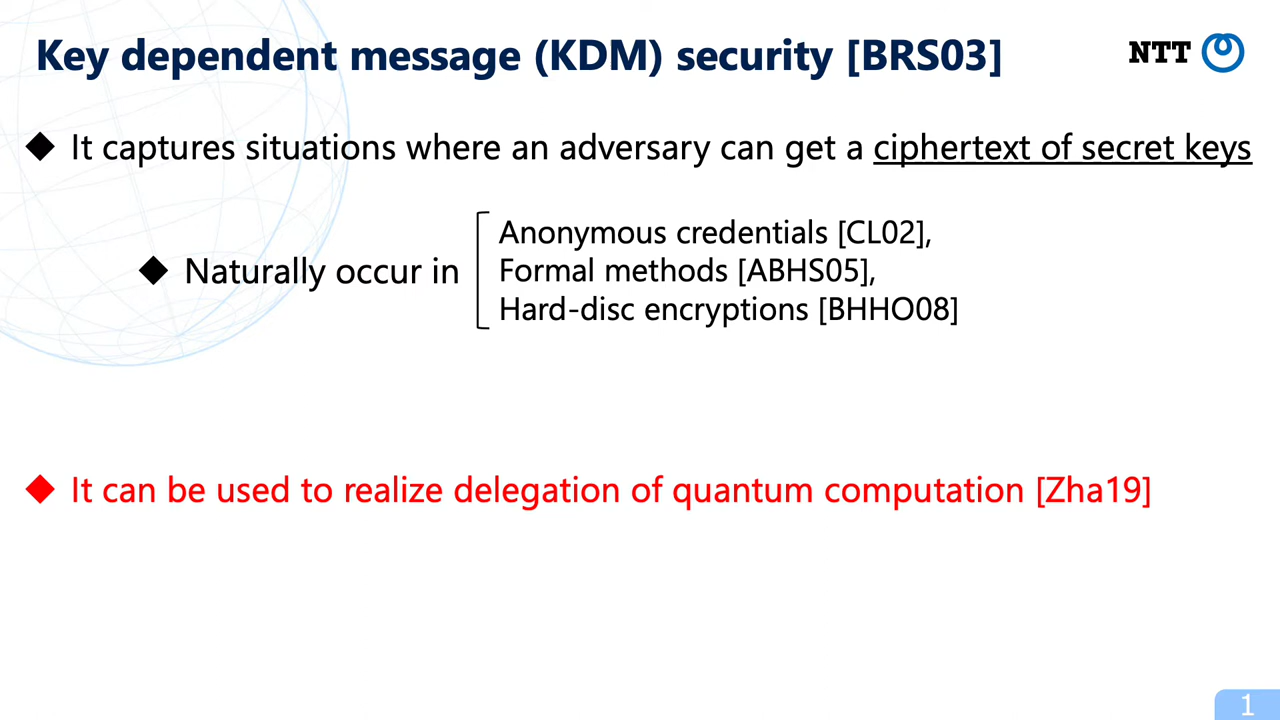 Key dependent message (KDM) security [BRS03]
NTT
It captures situations where an adversary can get a ciphertext of secret keys
Naturally occur in
Anonymous credentials [CL02],
Formal methods [ABHS05],
Hard-disc encryptions [BHHO08]
It can be used to realize delegation of quantum computation [Zha19]
1